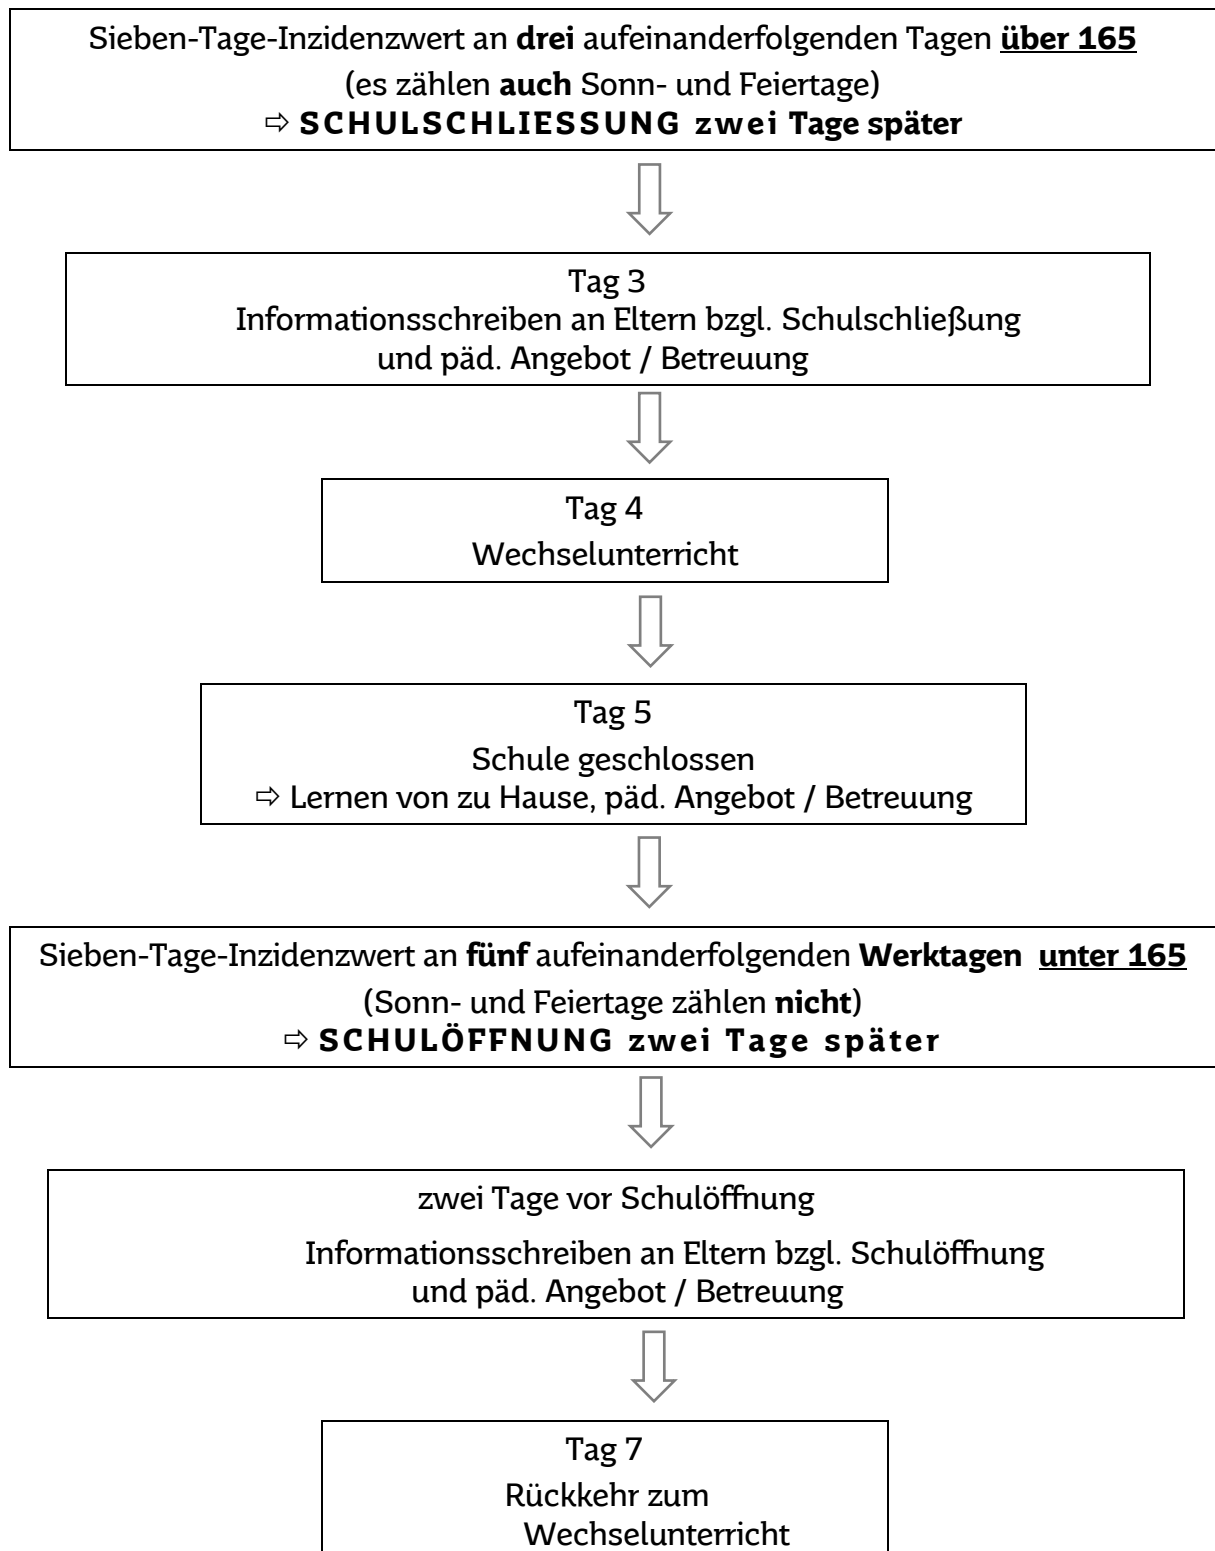 Sieben-Tage-Inzidenzwert an drei aufeinanderfolgenden Tagen über 165
(es zählen auch Sonn- und Feiertage)
⇨ SCHULSCHLIESSUNG zwei Tage später
Tag 3
Informationsschreiben an Eltern bzgl. Schulschließung
und päd. Angebot / Betreuung
Tag 4
Wechselunterricht
Tag 5
Schule geschlossen
⇨ Lernen von zu Hause, päd. Angebot / Betreuung
Sieben-Tage-Inzidenzwert an fünf aufeinanderfolgenden Werktagen unter 165
(Sonn- und Feiertage zählen nicht)
⇨ SCHULÖFFNUNG zwei Tage später
zwei Tage vor Schulöffnung
Informationsschreiben an Eltern bzgl. Schulöffnung
und päd. Angebot / Betreuung
Tag 7
Rückkehr zum
Wechselunterricht